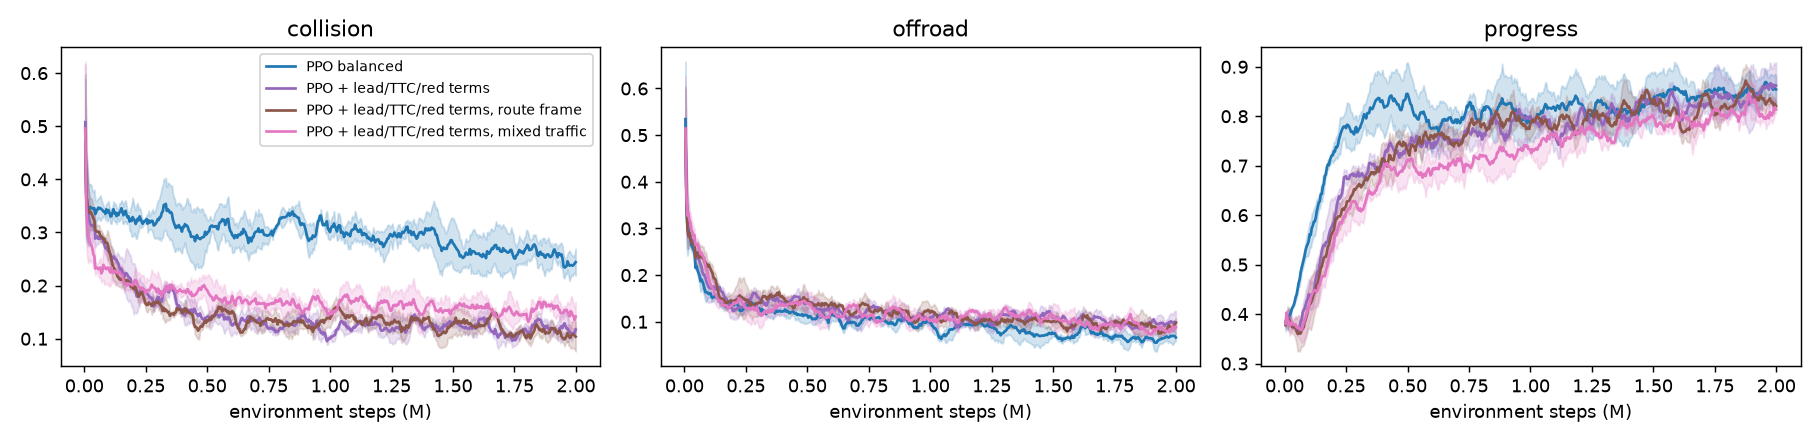 collision
0.6
0.5
0.4
0.3
0.2
0.1
PPO balanced
PPO + lead/TTC/red terms
PPO + lead/TTC/red terms, route frame
PPO + lead/TTC/red terms, mixed traffic
0.00 0.25 0.50 0.75 1.00 1.25 1.50 1.75 2.00
environment steps (M)
offroad
0.6
0.5
0.4
0.3
0.2
0.1
0.00 0.25 0.50 0.75 1.00 1.25 1.50 1.75 2.00
environment steps (M)
progress
0.9
0.8
0.7
0.6
0.5
0.4
0.3
0.00 0.25 0.50 0.75 1.00 1.25 1.50 1.75 2.00
environment steps (M)